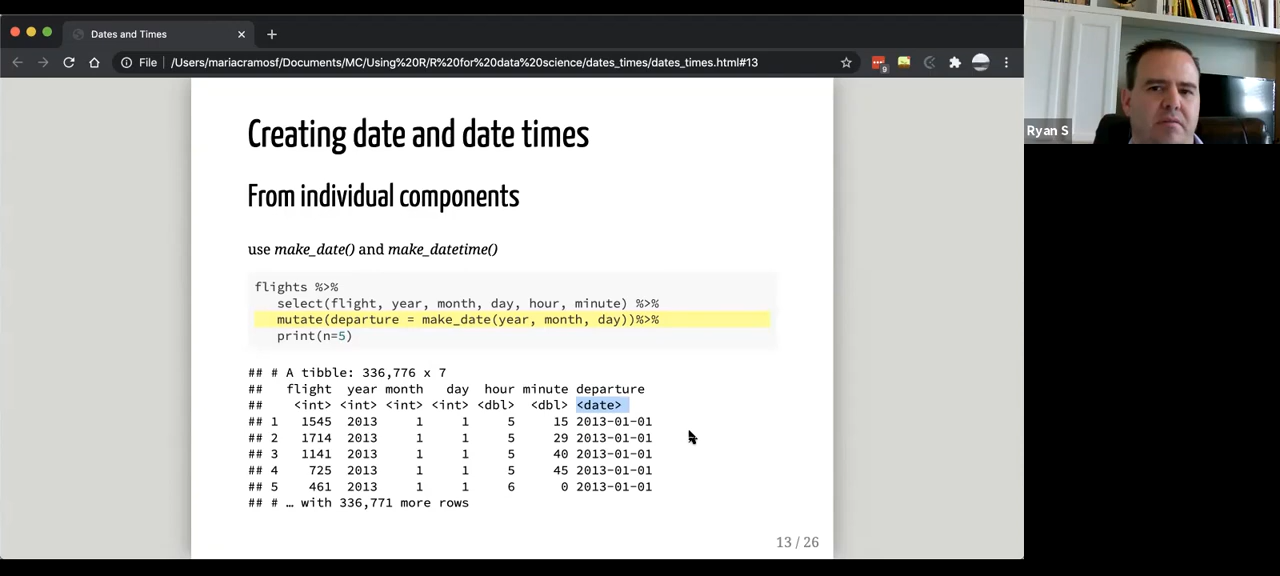 Dates and Times
File
/Users/mariacramosf/Documents/MC/Using%20R/R%20for%20data%20science/dates_times/dates_times.html#13
9
Ryan S
Creating date and date times
From individual components
use make_date() and make_datetime()
flights %>%
select(flight, year, month, day, hour, minute) %>%
mutate(departure = make_date(year, month, day))%>%
print(n=5)
## # A tibble: 336,776 x 7
## flight year month day hour minute departure
## <int> <int> <int> <int> <dbl> <dbl> <date>
## 1 1545 2013 1 1 5 15 2013-01-01
## 2 1714 2013 1 1 5 29 2013-01-01
## 3 1141 2013 1 1 5 40 2013-01-01
## 4 725 2013 1 1 5 45 2013-01-01
## 5 461 2013 1 1 6 0 2013-01-01
## # … with 336,771 more rows
13 / 26